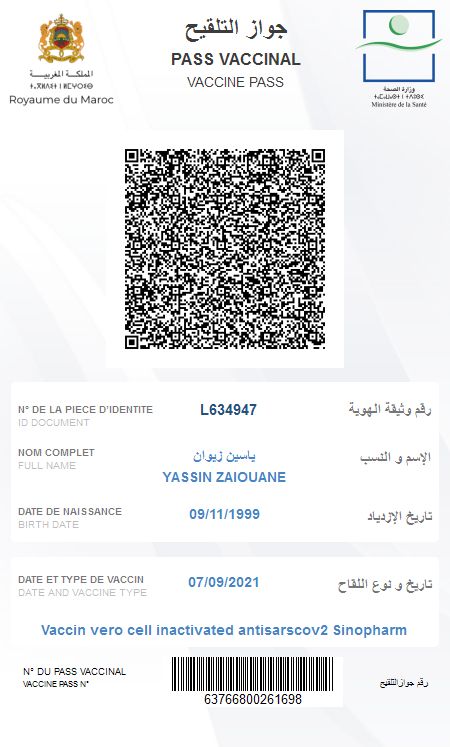 جواز التلقيح
PASS VACCINAL
VACCINE PASS
المملكة المغربية
ⵜⴰⴳⵍⴷⵉⵜ ⵏ ⵍⵎⵖⵔⵉⴱ
Royaume du Maroc
وزارة الصحة
Ministère de la Santé
N° DE LA PIECE D'IDENTITE L634947 رقم وثيقة الهوية
ID DOCUMENT
NOM COMPLET ياسين زيوان الإسم و النسب
FULL NAME YASSIN ZAIOUANE
DATE DE NAISSANCE 09/11/1999 تاريخ الإزدياد
BIRTH DATE
DATE ET TYPE DE VACCIN 07/09/2021 تاريخ و نوع اللقاح
DATE AND VACCINE TYPE
Vaccin vero cell inactivated antisarscov2 Sinopharm
N° DU PASS VACCINAL رقم جوازالتلقيح
VACCINE PASS N°
63766800261698